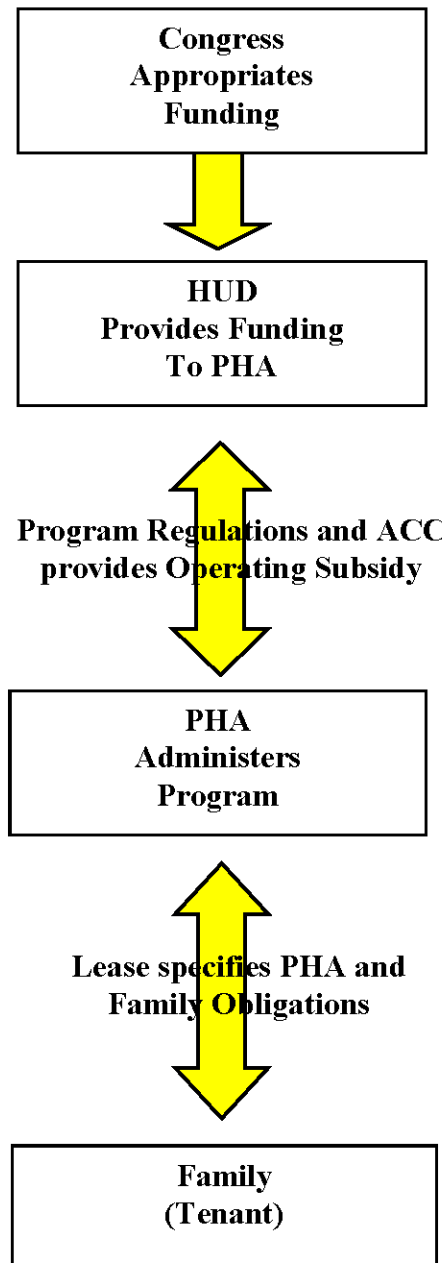 Congress
Appropriates
Funding
HUD
Provides Funding
To PHA
Program Regulations and ACC
provides Operating Subsidy
PHA
Administers
Program
Lease specifies PHA and
Family Obligations
Family
(Tenant)